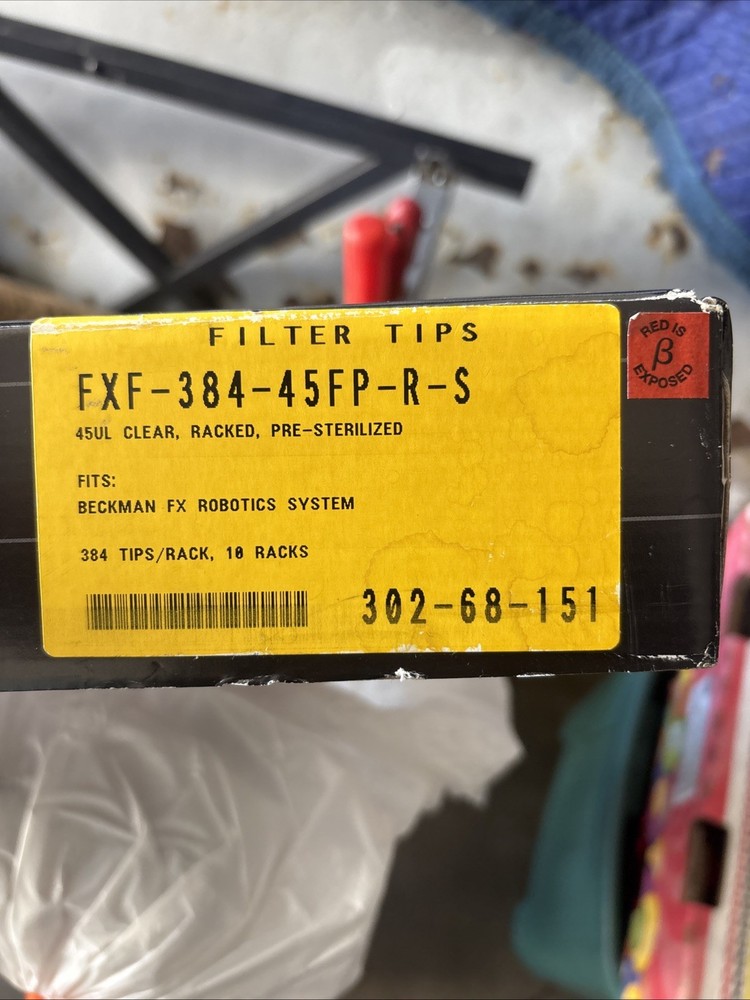 FILTER TIPS
FXF-384-45FP-R-S
45UL CLEAR, RACKED, PRE-STERILIZED
FITS:
BECKMAN FX ROBOTICS SYSTEM
384 TIPS/RACK, 10 RACKS
302-68-151
RED IS
β
EXPOSED